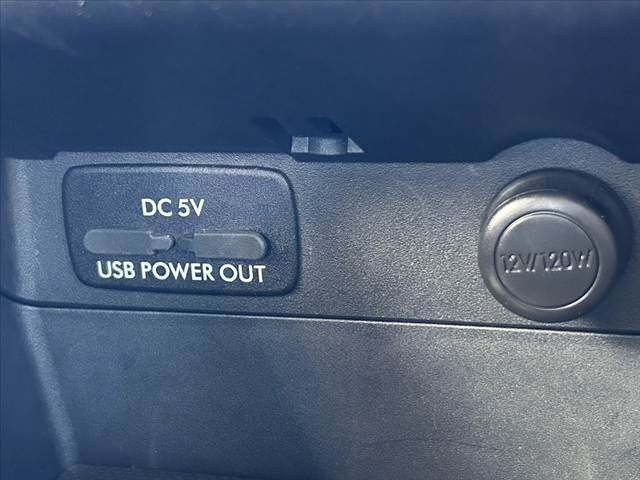 DC 5V
USB POWER OUT
12V/120W